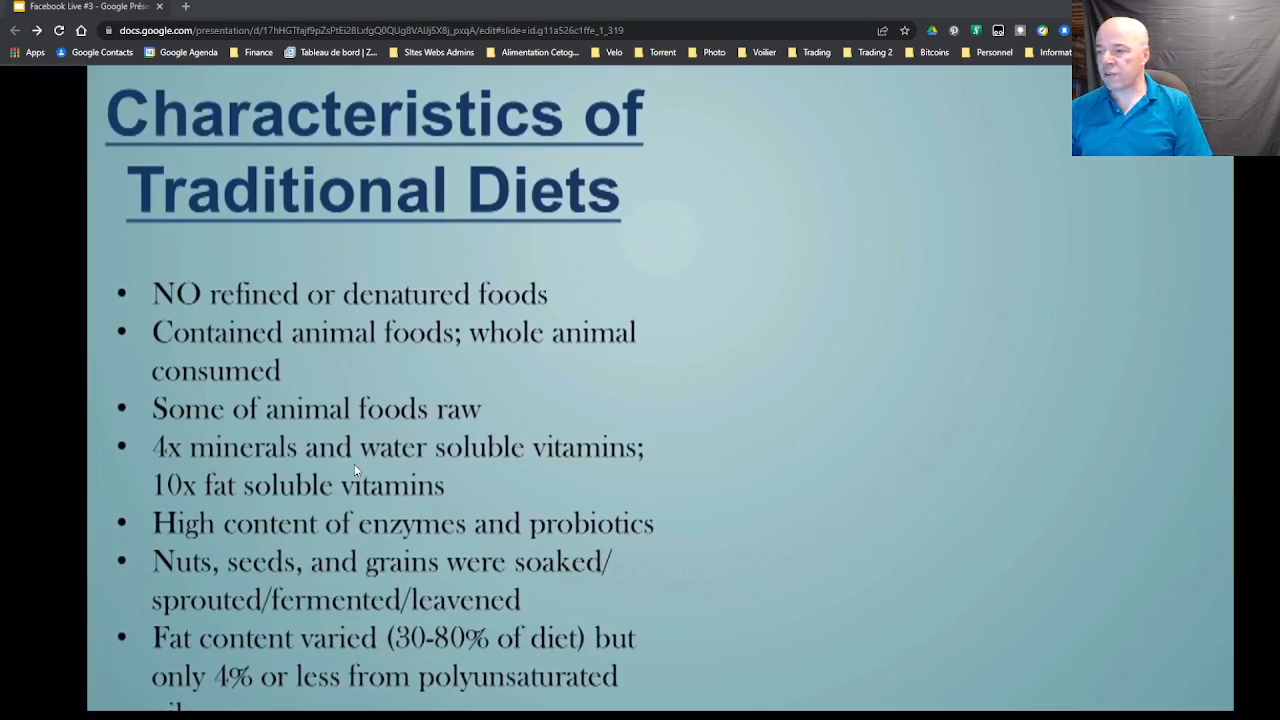 Facebook Live #3 - Google Prése
docs.google.com/presentation/d/17hHGTfajf9pZsPtEi28LxfgQ0QUg8VAUJ5X8j_pxqA/edit#slide=id.g11a526c1ffe_1_319
Apps Google Contacts Google Agenda Finance Tableau de bord | Z... SItes Webs Admins Alimentation Cetog... Velo Torrent Photo Voilier Trading Trading 2 Bitcoins Personnel Informat
Characteristics of
Traditional Diets
• NO refined or denatured foods
• Contained animal foods; whole animal
consumed
• Some of animal foods raw
• 4x minerals and water soluble vitamins;
10x fat soluble vitamins
• High content of enzymes and probiotics
• Nuts, seeds, and grains were soaked/
sprouted/fermented/leavened
• Fat content varied (30-80% of diet) but
only 4% or less from polyunsaturated